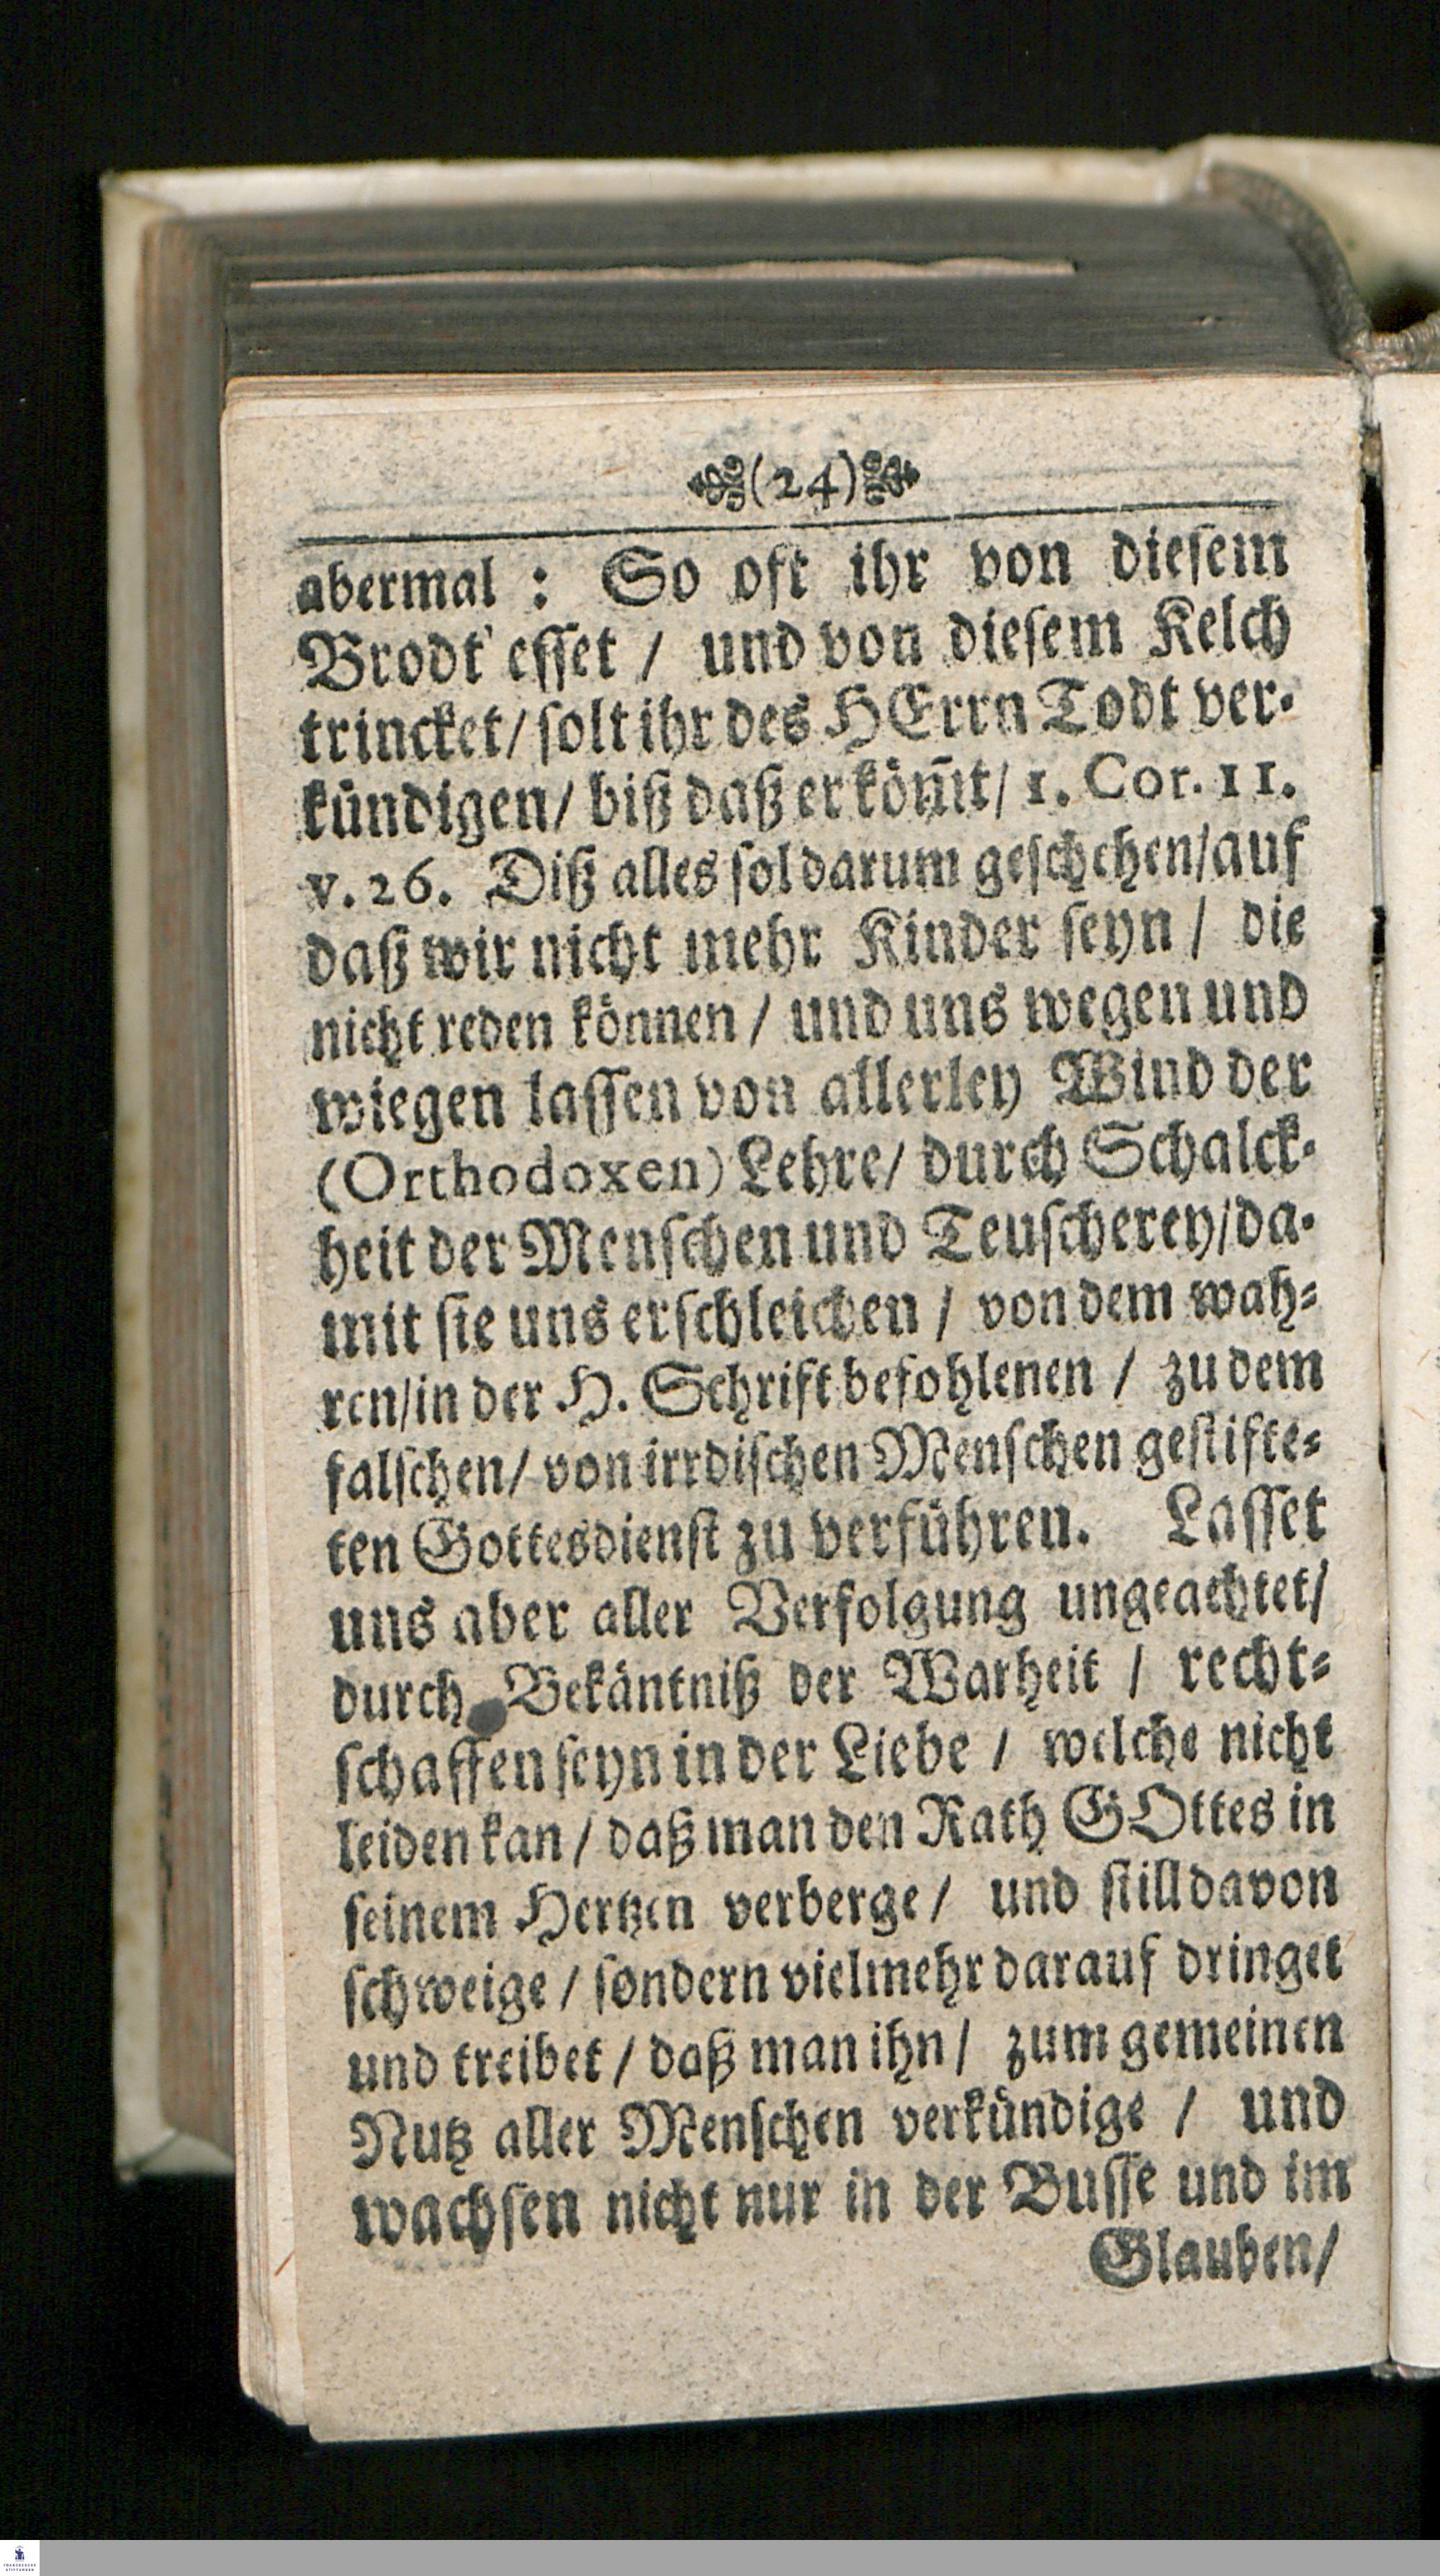 (24)
abermal : So oft ihr von diesem
Brodt esset / und von diesem Kelch
trincket/ solt ihr des HErrn Todt ver-
kündigen/ biß daß er köm̃t/ 1. Cor. 11.
v. 26. Diß alles sol darum geschehen/ auf
daß wir nicht mehr Kinder seyn / die
nicht reden können / und uns wegen und
wiegen lassen von allerley Wind der
(Orthodoxen) Lehre/ durch Schalck-
heit der Menschen und Teuscherey/ da-
mit sie uns erschleichen / von dem wah-
ren/ in der H. Schrift befohlenen / zu dem
falschen/ von irrdischen Menschen gestifte-
ten Gottesdienst zu verführen. Lasset
uns aber aller Verfolgung ungeachtet/
durch Bekäntniß der Warheit / recht-
schaffen seyn in der Liebe / welche nicht
leiden kan / daß man den Rath GOttes in
seinem Hertzen verberge / und still davon
schweige / sondern vielmehr darauf dringet
und treibet / daß man ihn / zum gemeinen
Nutz aller Menschen verkündige / und
wachsen nicht nur in der Busse und im
Glauben/
FRANCKESCHE
STIFTUNGEN